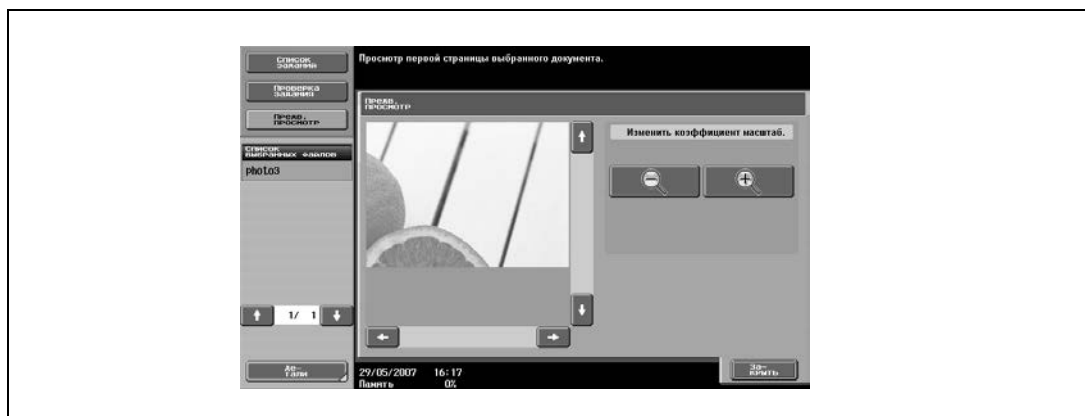 Список
задания
Проверка
задания
Предв.
просмотр
Список
выбранных файлов
photo3
1/ 1
Де-
тали
Просмотр первой страницы выбранного документа.
Предв.
просмотр
Изменить коэффициент масштаб.
29/05/2007 16:17
Память 0%
За-
крыть